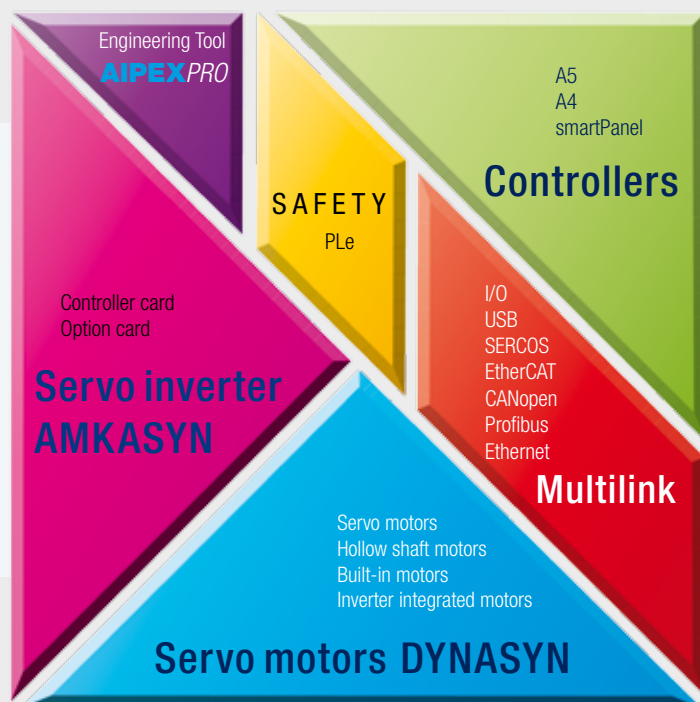 Engineering Tool
AIPEXPRO
SAFETY
PLe
A5
A4
smartPanel
Controllers
Controller card
Option card
Servo inverter
AMKASYN
I/O
USB
SERCOS
EtherCAT
CANopen
Profibus
Ethernet
Multilink
Servo motors
Hollow shaft motors
Built-in motors
Inverter integrated motors
Servo motors DYNASYN